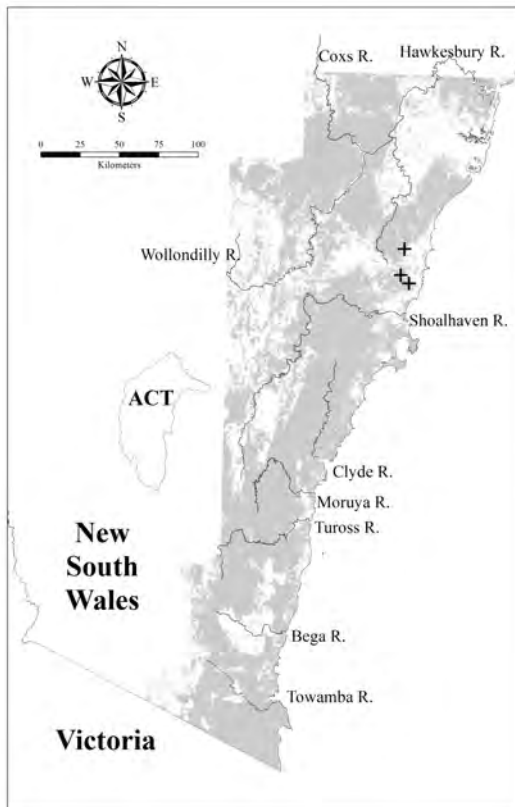 Coxs R.
Hawkesbury R.
N
W
E
S
0 25 50 75 100
Kilometers
Wollondilly R.
Shoalhaven R.
ACT
Clyde R.
Moruya R.
Tuross R.
New
South
Wales
Bega R.
Towamba R.
Victoria